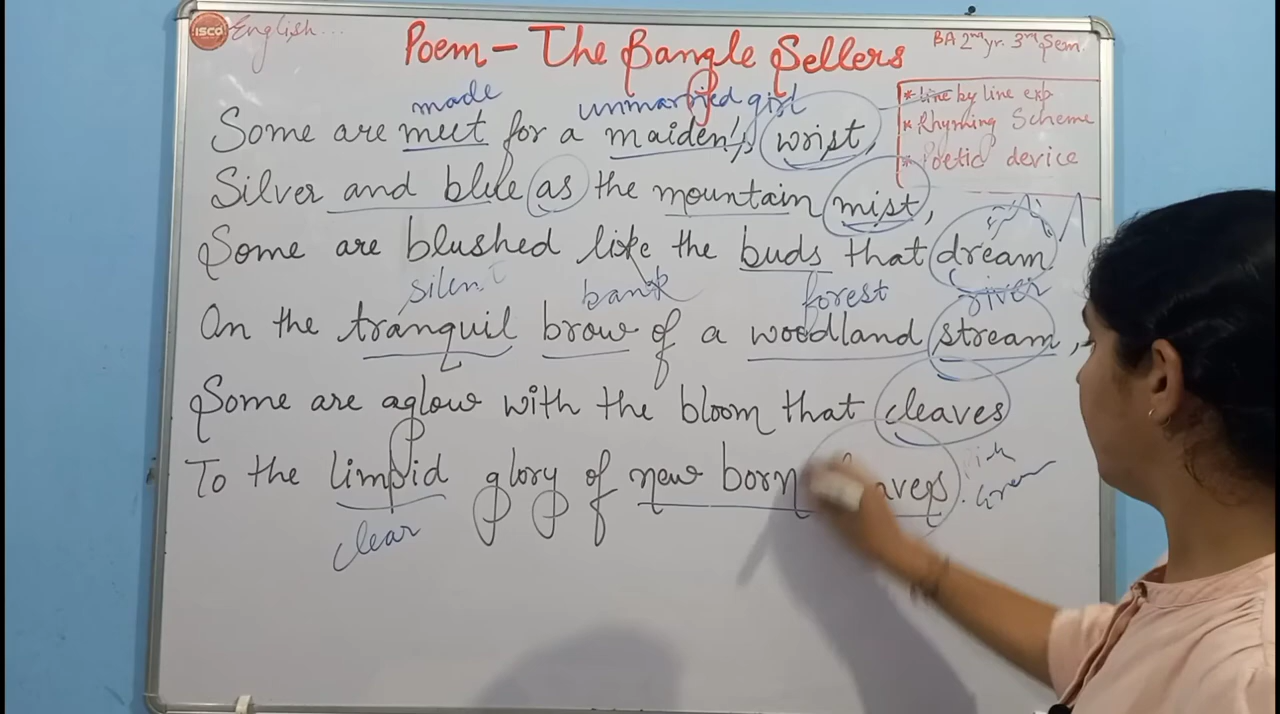 iscd English...
Poem - The Bangle Sellers
BA 2nd yr. 3rd Sem.
* Line by line exp
* Rhyming Scheme
* Poetic device
made unmarried girl
Some are meet for a maiden's wrist,
Silver and blue as the mountain mist,
Some are blushed like the buds that dream
silent bank forest river
On the tranquil brow of a woodland stream,
Some are aglow with the bloom that cleaves
To the limpid glory of new born
clear